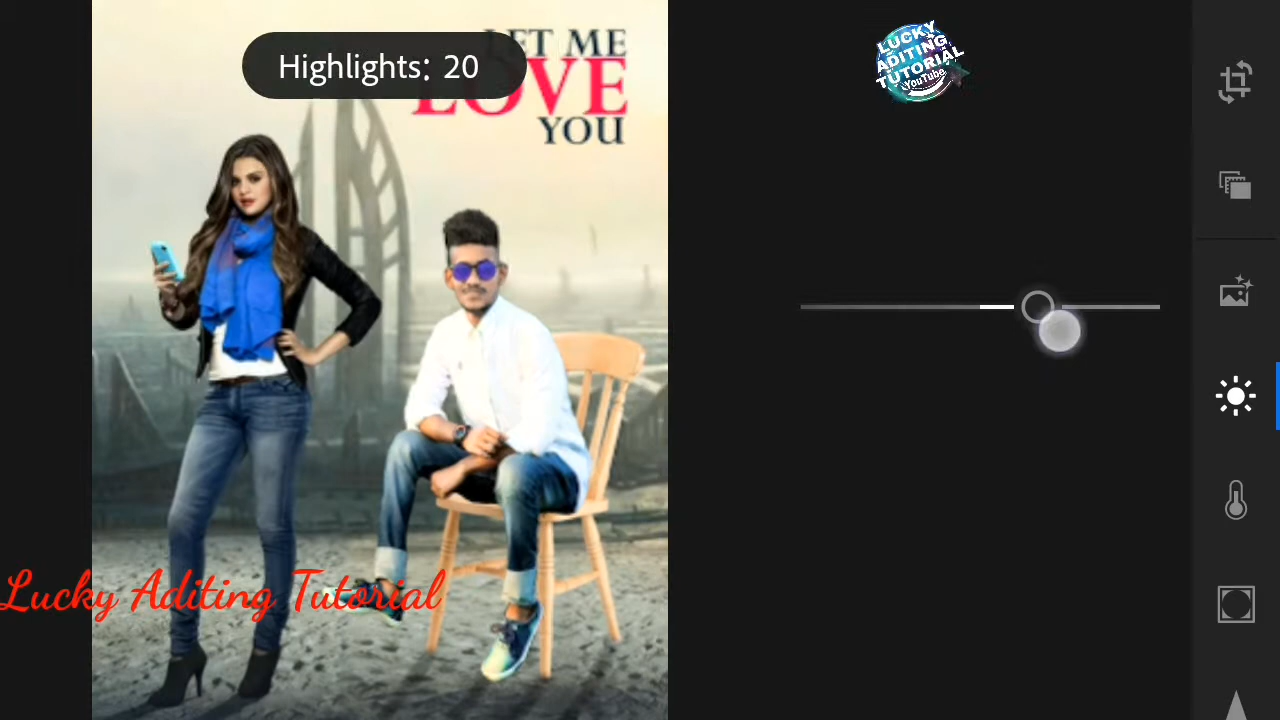 Highlights: 20
LET ME
LOVE
YOU
LUCKY
ADITING
TUTORIAL
YouTube
Lucky Aditing Tutorial